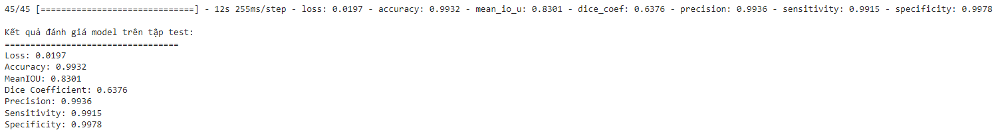 45/45 [==============================] - 12s 255ms/step - loss: 0.0197 - accuracy: 0.9932 - mean_io_u: 0.8301 - dice_coef: 0.6376 - precision: 0.9936 - sensitivity: 0.9915 - specificity: 0.9978
Kết quả đánh giá model trên tập test:
==================================
Loss: 0.0197
Accuracy: 0.9932
MeanIOU: 0.8301
Dice Coefficient: 0.6376
Precision: 0.9936
Sensitivity: 0.9915
Specificity: 0.9978